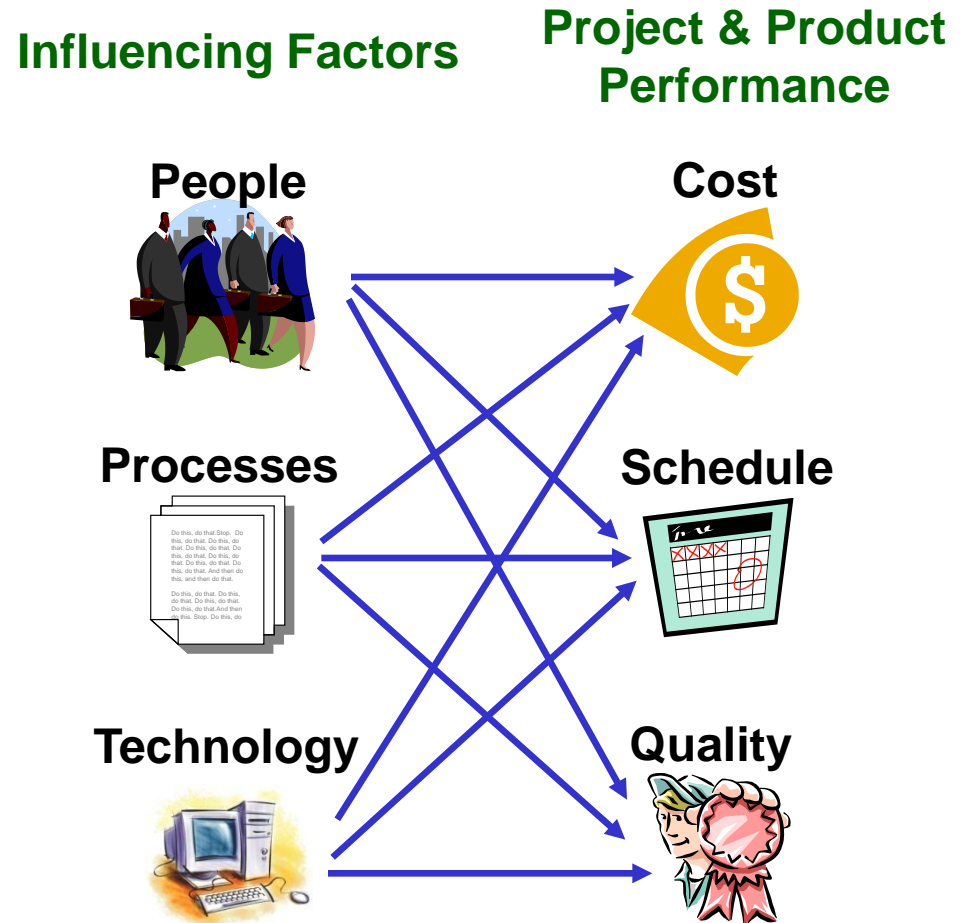 Influencing Factors
Project & Product
Performance
People
Cost
$
Processes
Schedule
Do this, do that.Stop. Do
this, do that. Do this, do
that. Do this, do that. Do
this, do that. Do this, do
that. Do this, do that. Do
this, do that. And then do
this, and then do that.
Do this, do that. Do this,
do that. Do this, do that.
Do this, do that.And then
do this. Stop. Do this, do
Technology
Quality